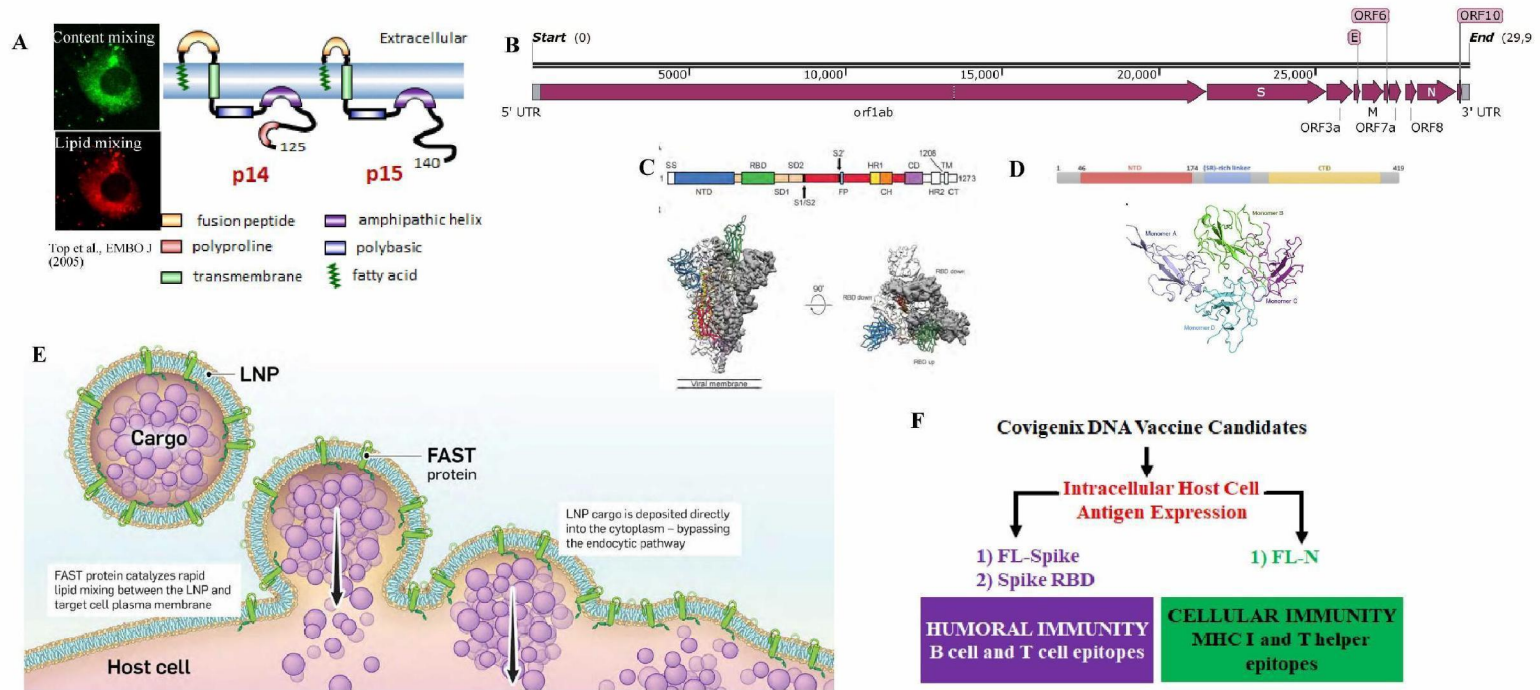 A
Content mixing
Lipid mixing
Top et al., EMBO J
(2005)
Extracellular
125
140
p14
p15
fusion peptide
polyproline
transmembrane
amphipathic helix
polybasic
fatty acid
B
Start (0)
End (29,9
E
ORF6
ORF10
5000
10,000
15,000
20,000
25,000
5' UTR
orf1ab
S
ORF3a
M
ORF7a
ORF8
N
3' UTR
C
SS
RBD
SD2
S2'
HR1
CD
1208
TM
1
1273
NTD
SD1
S1/S2
FP
CH
HR2
CT
90°
RBD down
RBD down
RBD up
Viral membrane
D
1
46
NTD
174
(SR)-rich linker
CTD
419
Monomer A
Monomer B
Monomer C
Monomer D
E
LNP
Cargo
FAST
protein
LNP cargo is deposited directly
into the cytoplasm – bypassing
the endocytic pathway
FAST protein catalyzes rapid
lipid mixing between the LNP and
target cell plasma membrane
Host cell
F
Covigenix DNA Vaccine Candidates
Intracellular Host Cell
Antigen Expression
1) FL-Spike
2) Spike RBD
1) FL-N
HUMORAL IMMUNITY
B cell and T cell epitopes
CELLULAR IMMUNITY
MHC I and T helper
epitopes